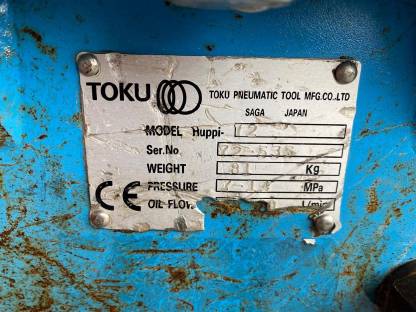 TOKU
TOKU PNEUMATIC TOOL MFG.CO.,LTD
SAGA JAPAN
MODEL Huppi-
Ser.No.
WEIGHT Kg
CE PRESSURE MPa
OIL FLOW L/min